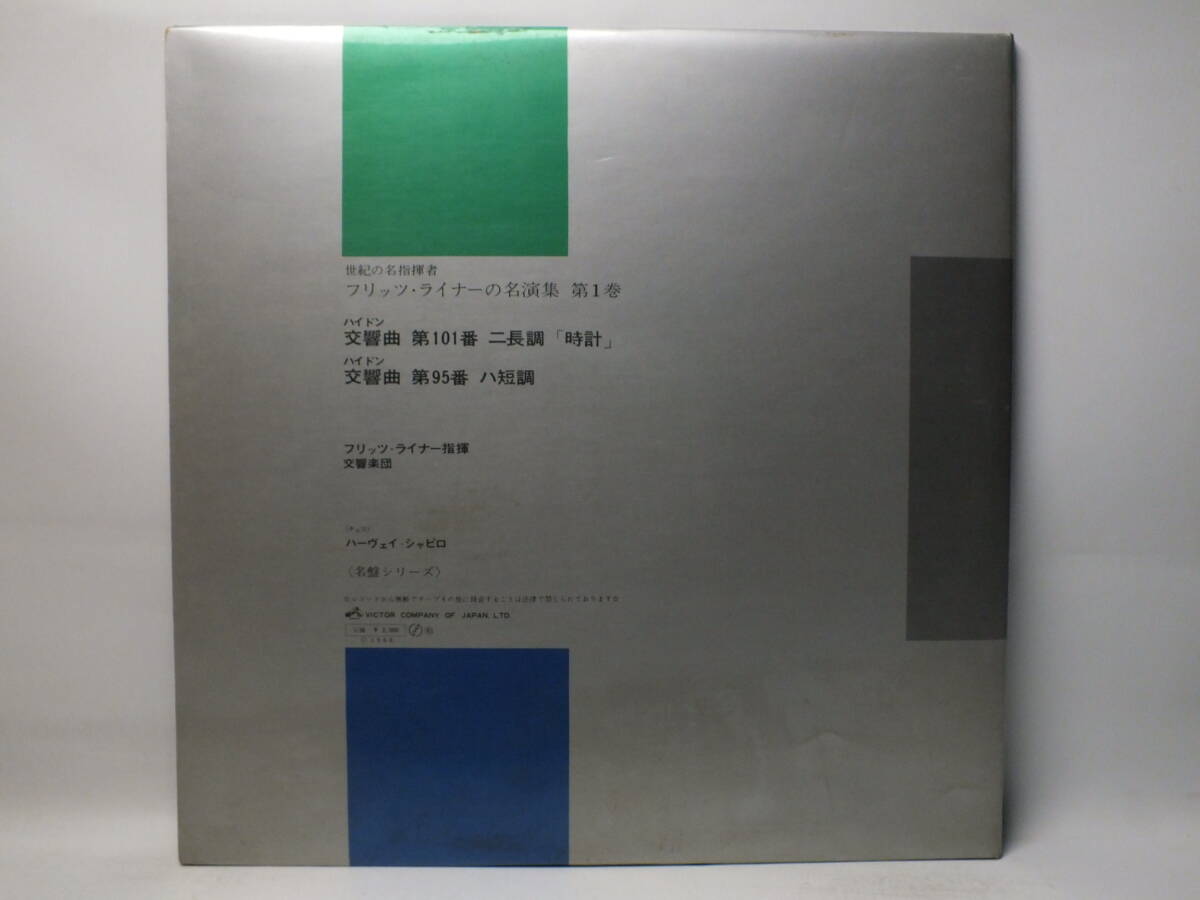 世紀の名指揮者
フリッツ・ライナーの名演集 第1巻
ハイドン
交響曲 第101番 ニ長調「時計」
ハイドン
交響曲 第95番 ハ短調
フリッツ・ライナー指揮
交響楽団
(チェロ)
ハーヴェイ・シャピロ
〈名盤シリーズ〉
VICTOR COMPANY OF JAPAN, LTD.